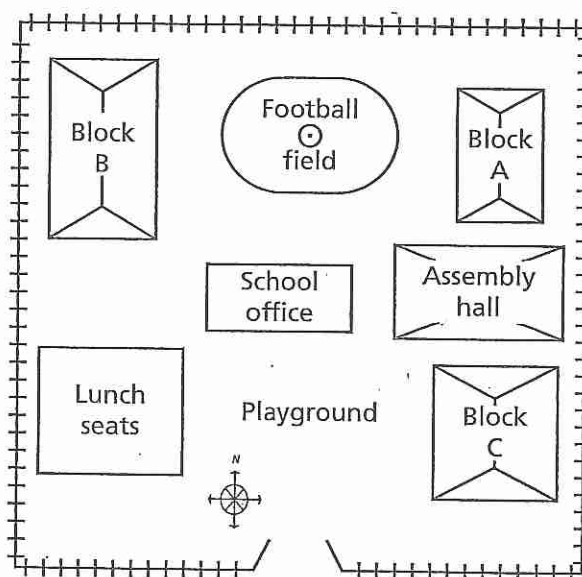 Football
field
Block
B
Block
A
School
office
Assembly
hall
Lunch
seats
Playground
Block
C
N